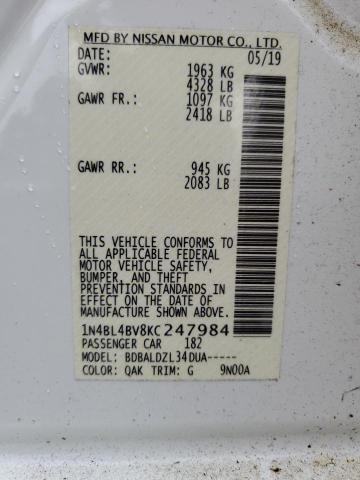 MFD BY NISSAN MOTOR CO., LTD.
DATE: 05/19
GVWR: 1963 KG
4328 LB
GAWR FR.: 1097 KG
2418 LB
GAWR RR.: 945 KG
2083 LB
THIS VEHICLE CONFORMS TO
ALL APPLICABLE FEDERAL
MOTOR VEHICLE SAFETY,
BUMPER, AND THEFT
PREVENTION STANDARDS IN
EFFECT ON THE DATE OF
MANUFACTURE SHOWN ABOVE.
1N4BL4BV8KC247984
PASSENGER CAR 182
MODEL: BDBALDZL34DUA-----
COLOR: QAK TRIM: G 9N00A